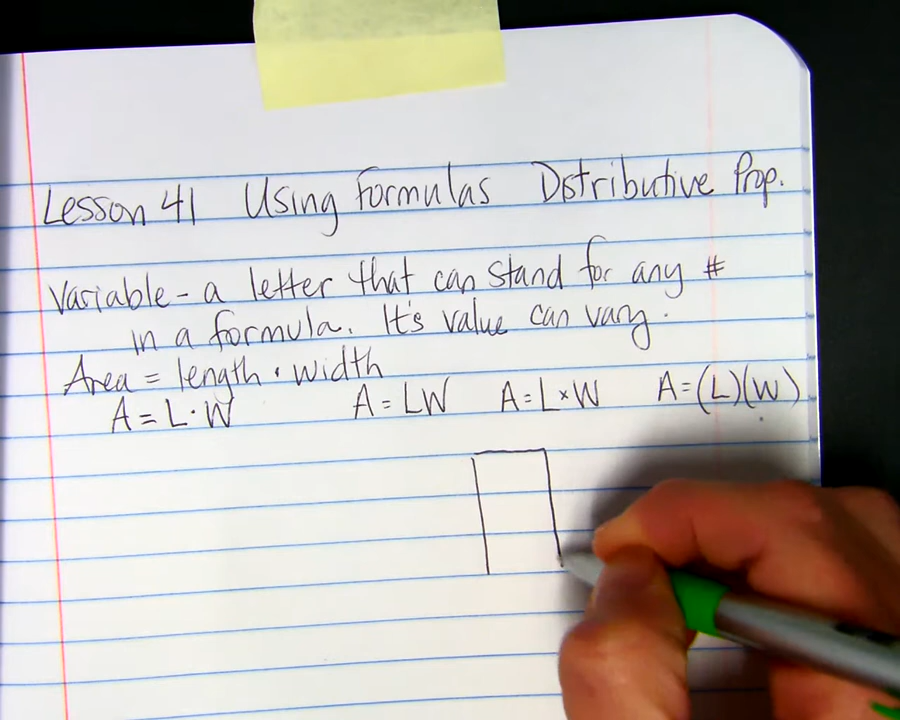 Lesson 41 Using Formulas Dstributive Prop.
Variable - a letter that can stand for any #
in a formula. It's value can vary.
Area = length · width
A = L · W A = LW A = L × W A = (L)(W)